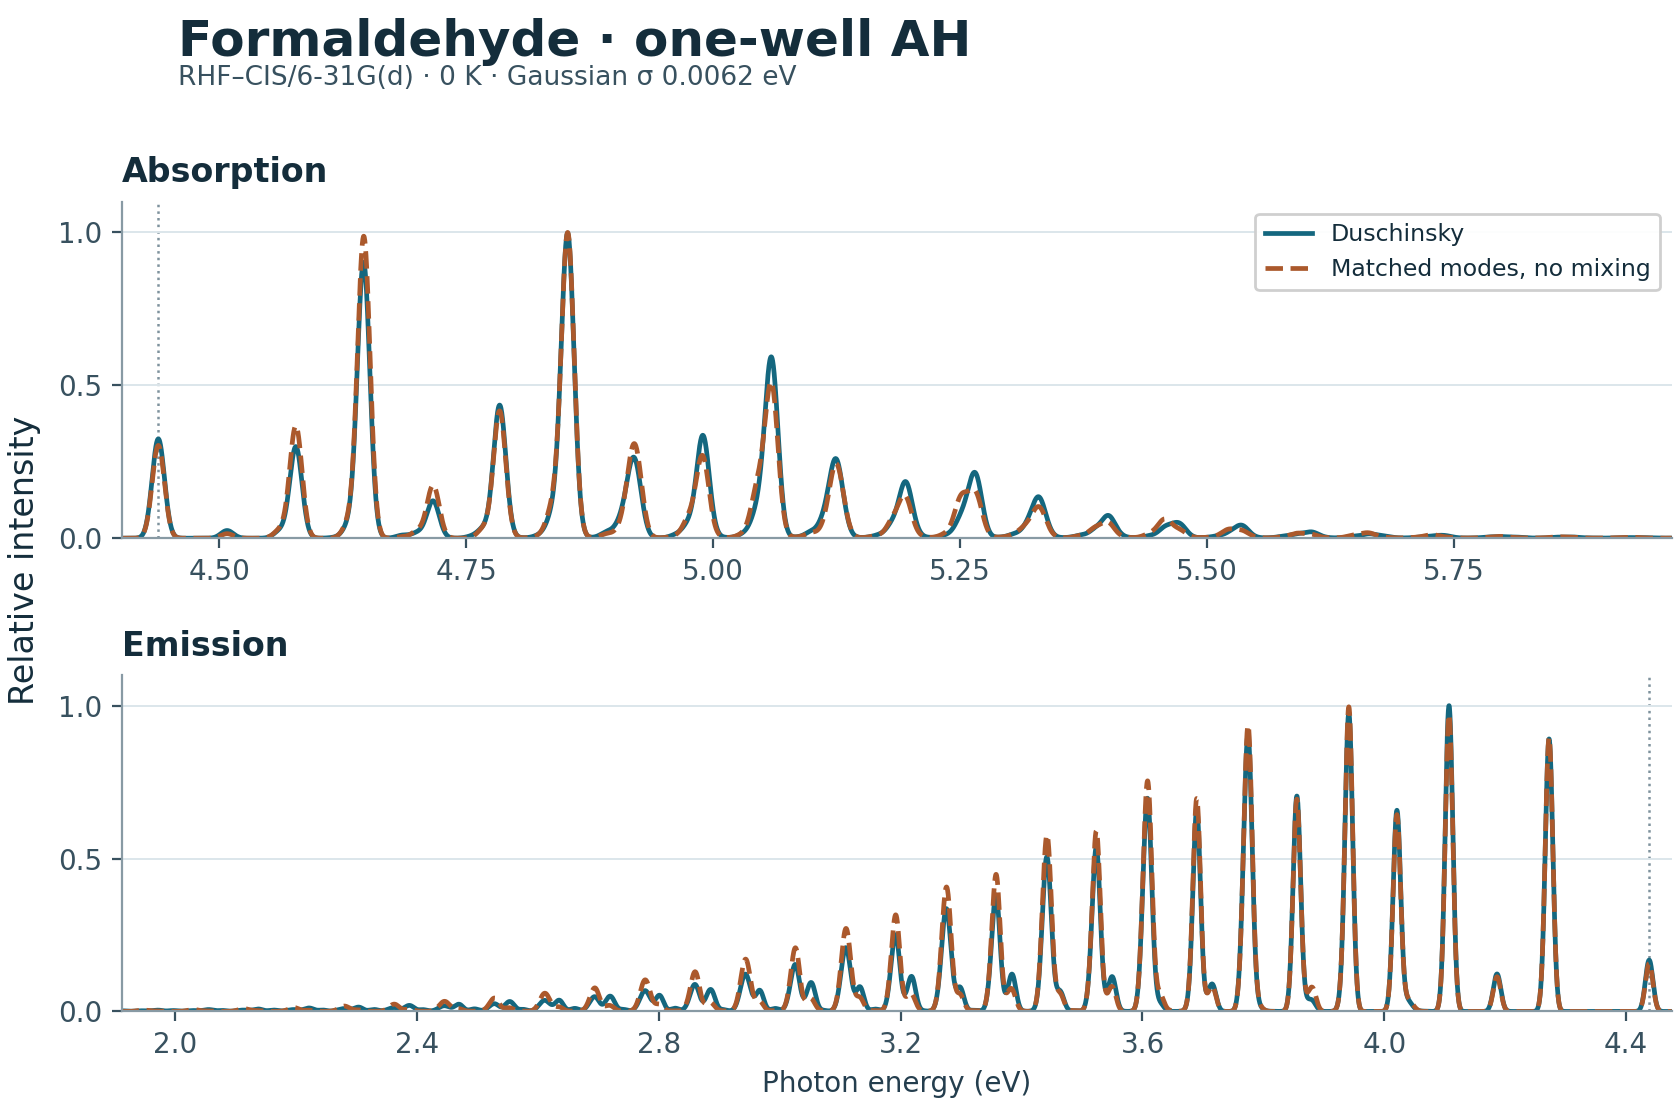 Formaldehyde · one-well AH
RHF–CIS/6-31G(d) · 0 K · Gaussian σ 0.0062 eV
Absorption
1.0
0.5
0.0
Duschinsky
Matched modes, no mixing
4.50 4.75 5.00 5.25 5.50 5.75
Relative intensity
Emission
1.0
0.5
0.0
2.0 2.4 2.8 3.2 3.6 4.0 4.4
Photon energy (eV)